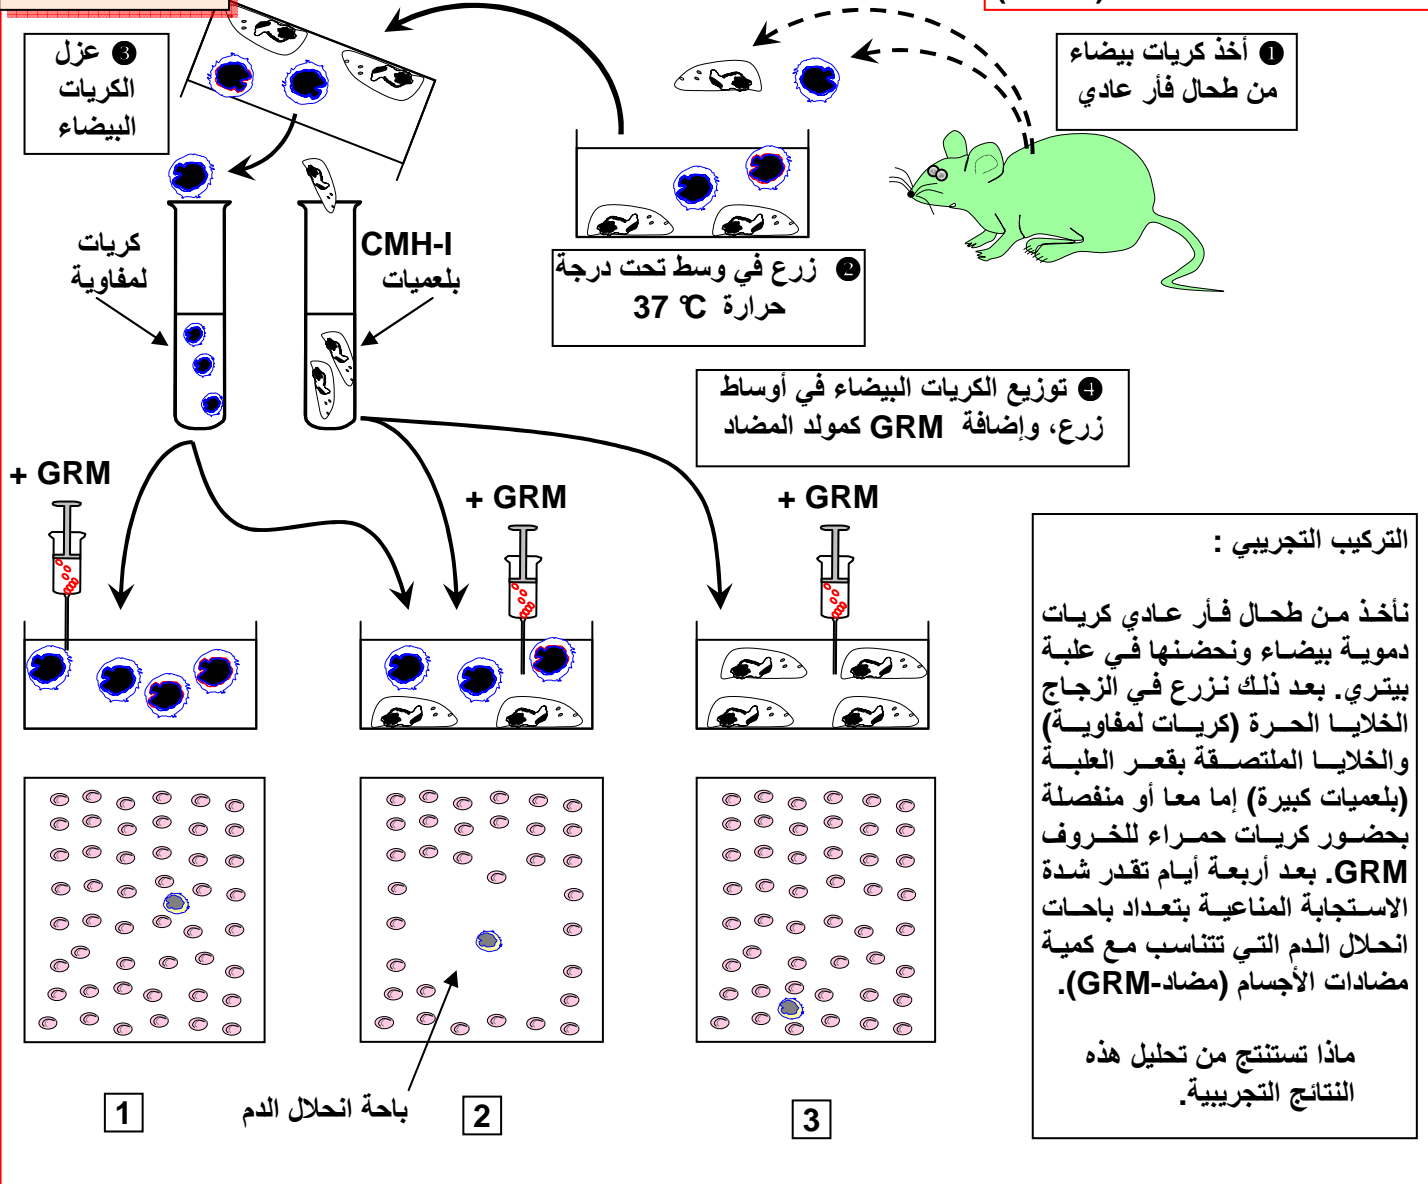 ❶ أخذ كريات بيضاء
من طحال فأر عادي
❸ عزل
الكريات
البيضاء
كريات
لمفاوية
CMH-I
بلعميات
❷ زرع في وسط تحت درجة
حرارة 37 °C
❹ توزيع الكريات البيضاء في أوساط
زرع، وإضافة GRM كمولد المضاد
+ GRM
+ GRM
+ GRM
التركيب التجريبي :
نأخذ من طحال فأر عادي كريات
دموية بيضاء ونحضنها في علبة
بيتري. بعد ذلك نزرع في الزجاج
الخلايا الحرة (كريات لمفاوية)
والخلايا الملتصقة بقعر العلبة
(بلعميات كبيرة) إما معا أو منفصلة
بحضور كريات حمراء للخروف
GRM. بعد أربعة أيام تقدر شدة
الاستجابة المناعية بتعداد باحات
انحلال الدم التي تتناسب مع كمية
مضادات الأجسام (مضاد-GRM).
ماذا تستنتج من تحليل هذه
النتائج التجريبية.
باحة انحلال الدم
1
2
3